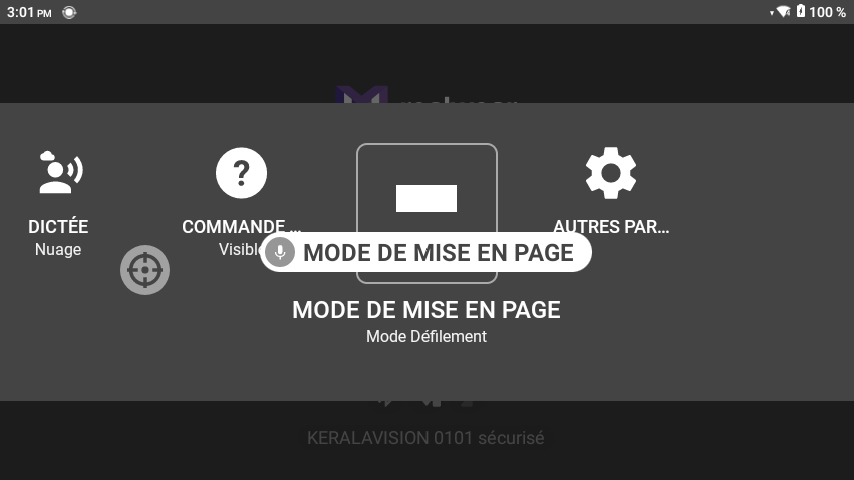 3:01 PM
100 %
DICTÉE
Nuage
COMMANDE ...
Visible
AUTRES PAR...
MODE DE MISE EN PAGE
MODE DE MISE EN PAGE
Mode Défilement
KERALAVISION 0101 sécurisé